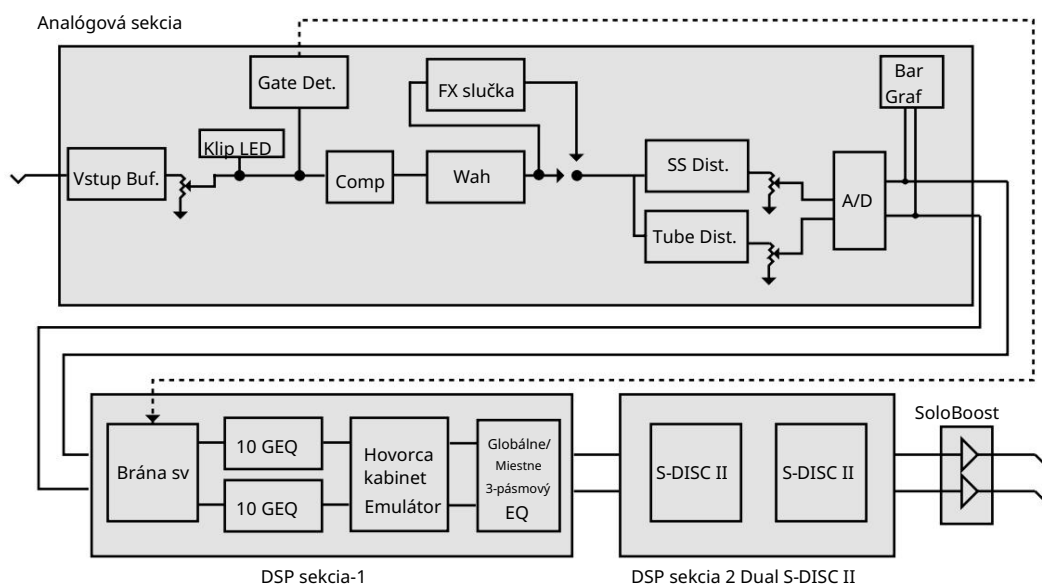 Analógová sekcia
Gate Det.
FX slučka
Bar
Graf
Klip LED
Vstup Buf.
Comp
Wah
SS Dist.
Tube Dist.
A/D
SoloBoost
Brána sv
10 GEQ
10 GEQ
Hovorca
kabinet
Emulátor
Globálne/
Miestne
3-pásmový
EQ
S-DISC II
S-DISC II
DSP sekcia-1
DSP sekcia 2 Dual S-DISC II